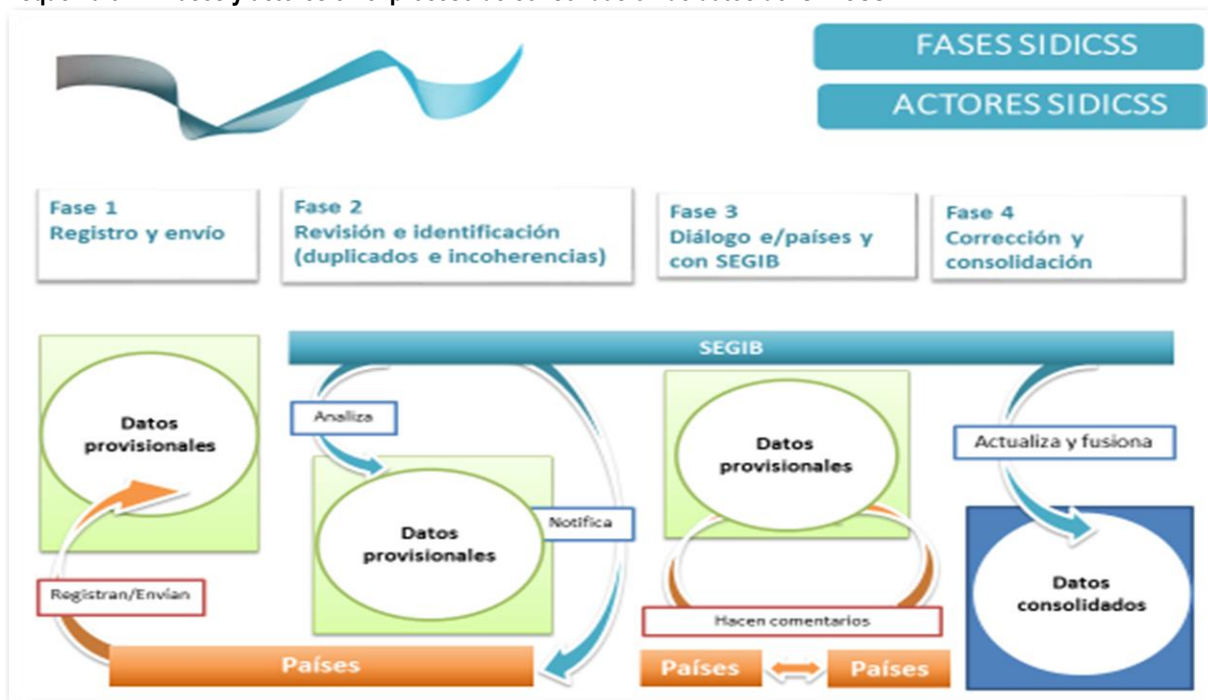 FASES SIDICSS
ACTORES SIDICSS
Fase 1
Registro y envío
Fase 2
Revisión e identificación
(duplicados e incoherencias)
Fase 3
Diálogo e/países y
con SEGIB
Fase 4
Corrección y
consolidación
SEGIB
Datos
provisionales
Registran/Envían
Analiza
Datos
provisionales
Notifica
Países
Datos
provisionales
Hacen comentarios
Países
Países
Actualiza y fusiona
Datos
consolidados